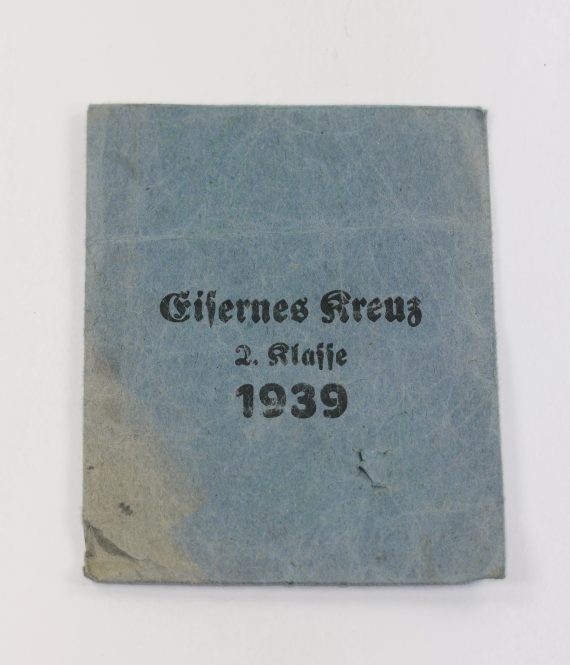 Eisernes Kreuz
2. Klasse
1939